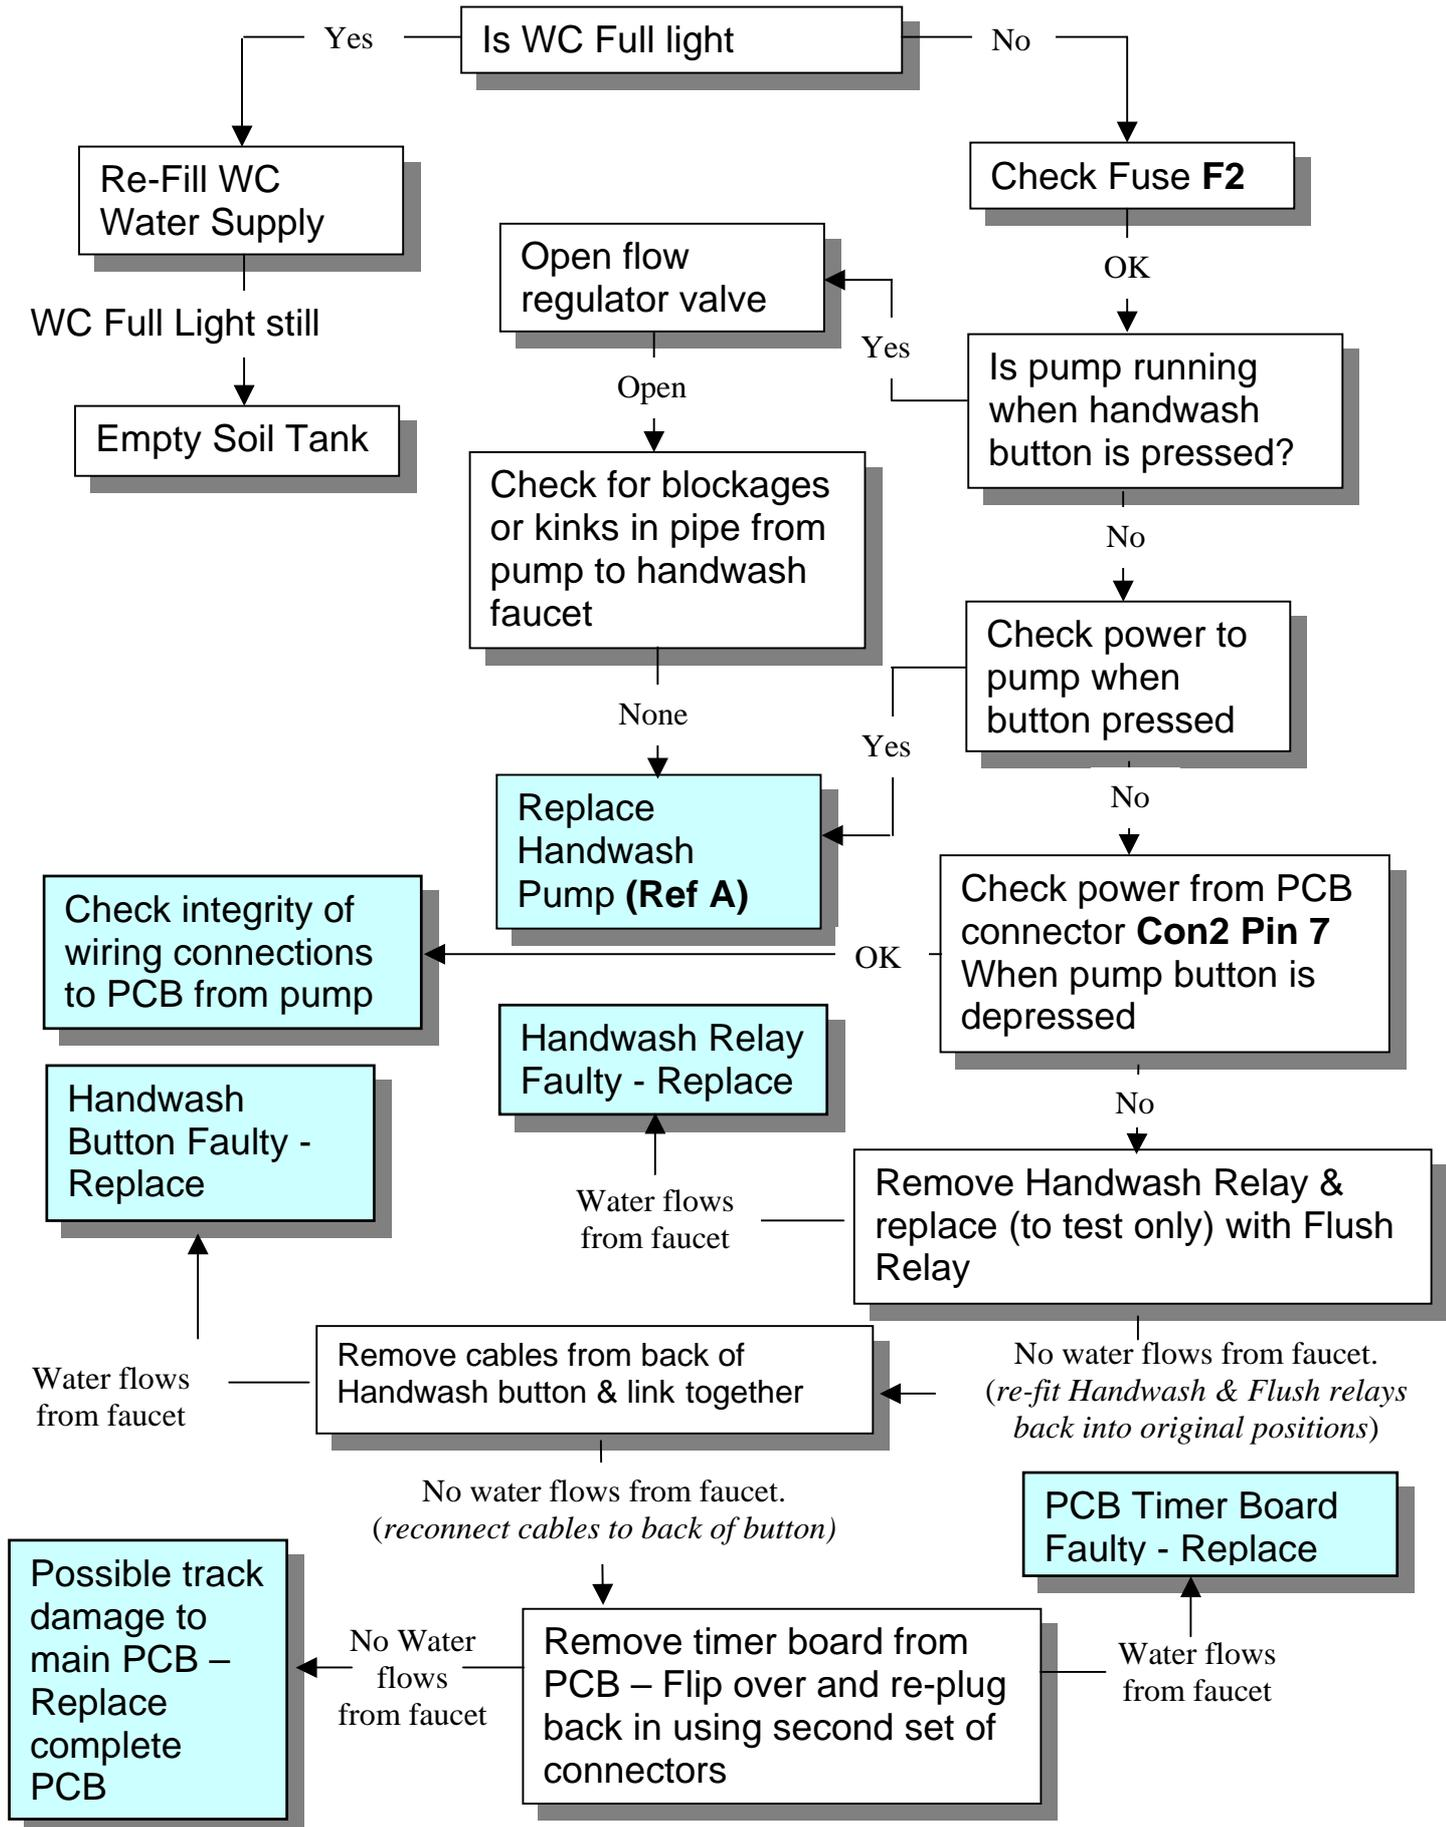 Is WC Full light
Yes
No
Re-Fill WC
Water Supply
WC Full Light still
Empty Soil Tank
Check Fuse F2
OK
Is pump running
when handwash
button is pressed?
Yes
Open flow
regulator valve
Open
Check for blockages
or kinks in pipe from
pump to handwash
faucet
None
Replace
Handwash
Pump (Ref A)
No
Check power to
pump when
button pressed
Yes
No
Check power from PCB
connector Con2 Pin 7
When pump button is
depressed
OK
Check integrity of
wiring connections
to PCB from pump
No
Remove Handwash Relay &
replace (to test only) with Flush
Relay
Water flows
from faucet
Handwash Relay
Faulty - Replace
No water flows from faucet.
(re-fit Handwash & Flush relays
back into original positions)
Remove cables from back of
Handwash button & link together
Water flows
from faucet
Handwash
Button Faulty -
Replace
No water flows from faucet.
(reconnect cables to back of button)
Remove timer board from
PCB – Flip over and re-plug
back in using second set of
connectors
Water flows
from faucet
PCB Timer Board
Faulty - Replace
No Water
flows
from faucet
Possible track
damage to
main PCB –
Replace
complete
PCB